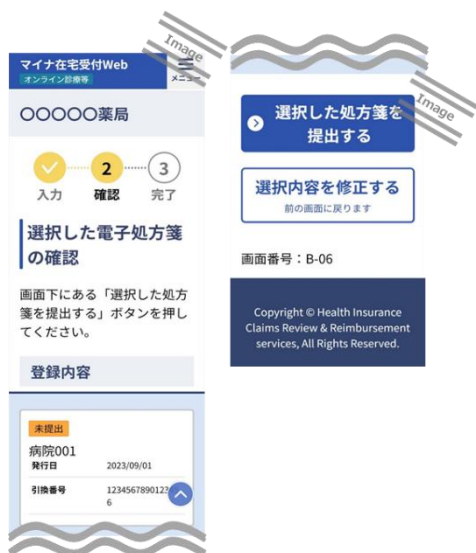 マイナ在宅受付Web
オンライン診療等
メニュー
Image
〇〇〇〇〇薬局
2
3
入力
確認
完了
選択した電子処方箋
の確認
画面下にある「選択した処方
箋を提出する」ボタンを押し
てください。
登録内容
未提出
病院001
発行日
2023/09/01
引換番号
123456789012
6
Image
選択した処方箋を
提出する
選択内容を修正する
前の画面に戻ります
画面番号：B-06
Copyright © Health Insurance
Claims Review & Reimbursement
services, All Rights Reserved.